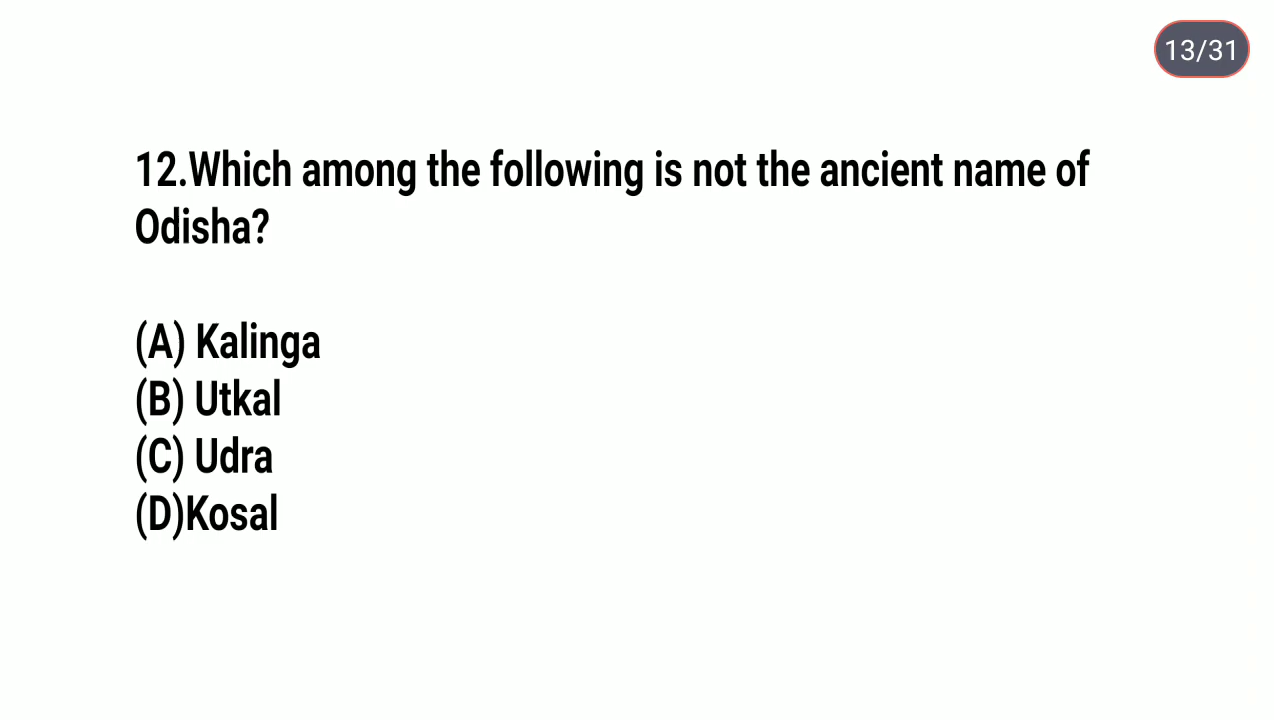 13/31
12.Which among the following is not the ancient name of
Odisha?
(A) Kalinga
(B) Utkal
(C) Udra
(D)Kosal